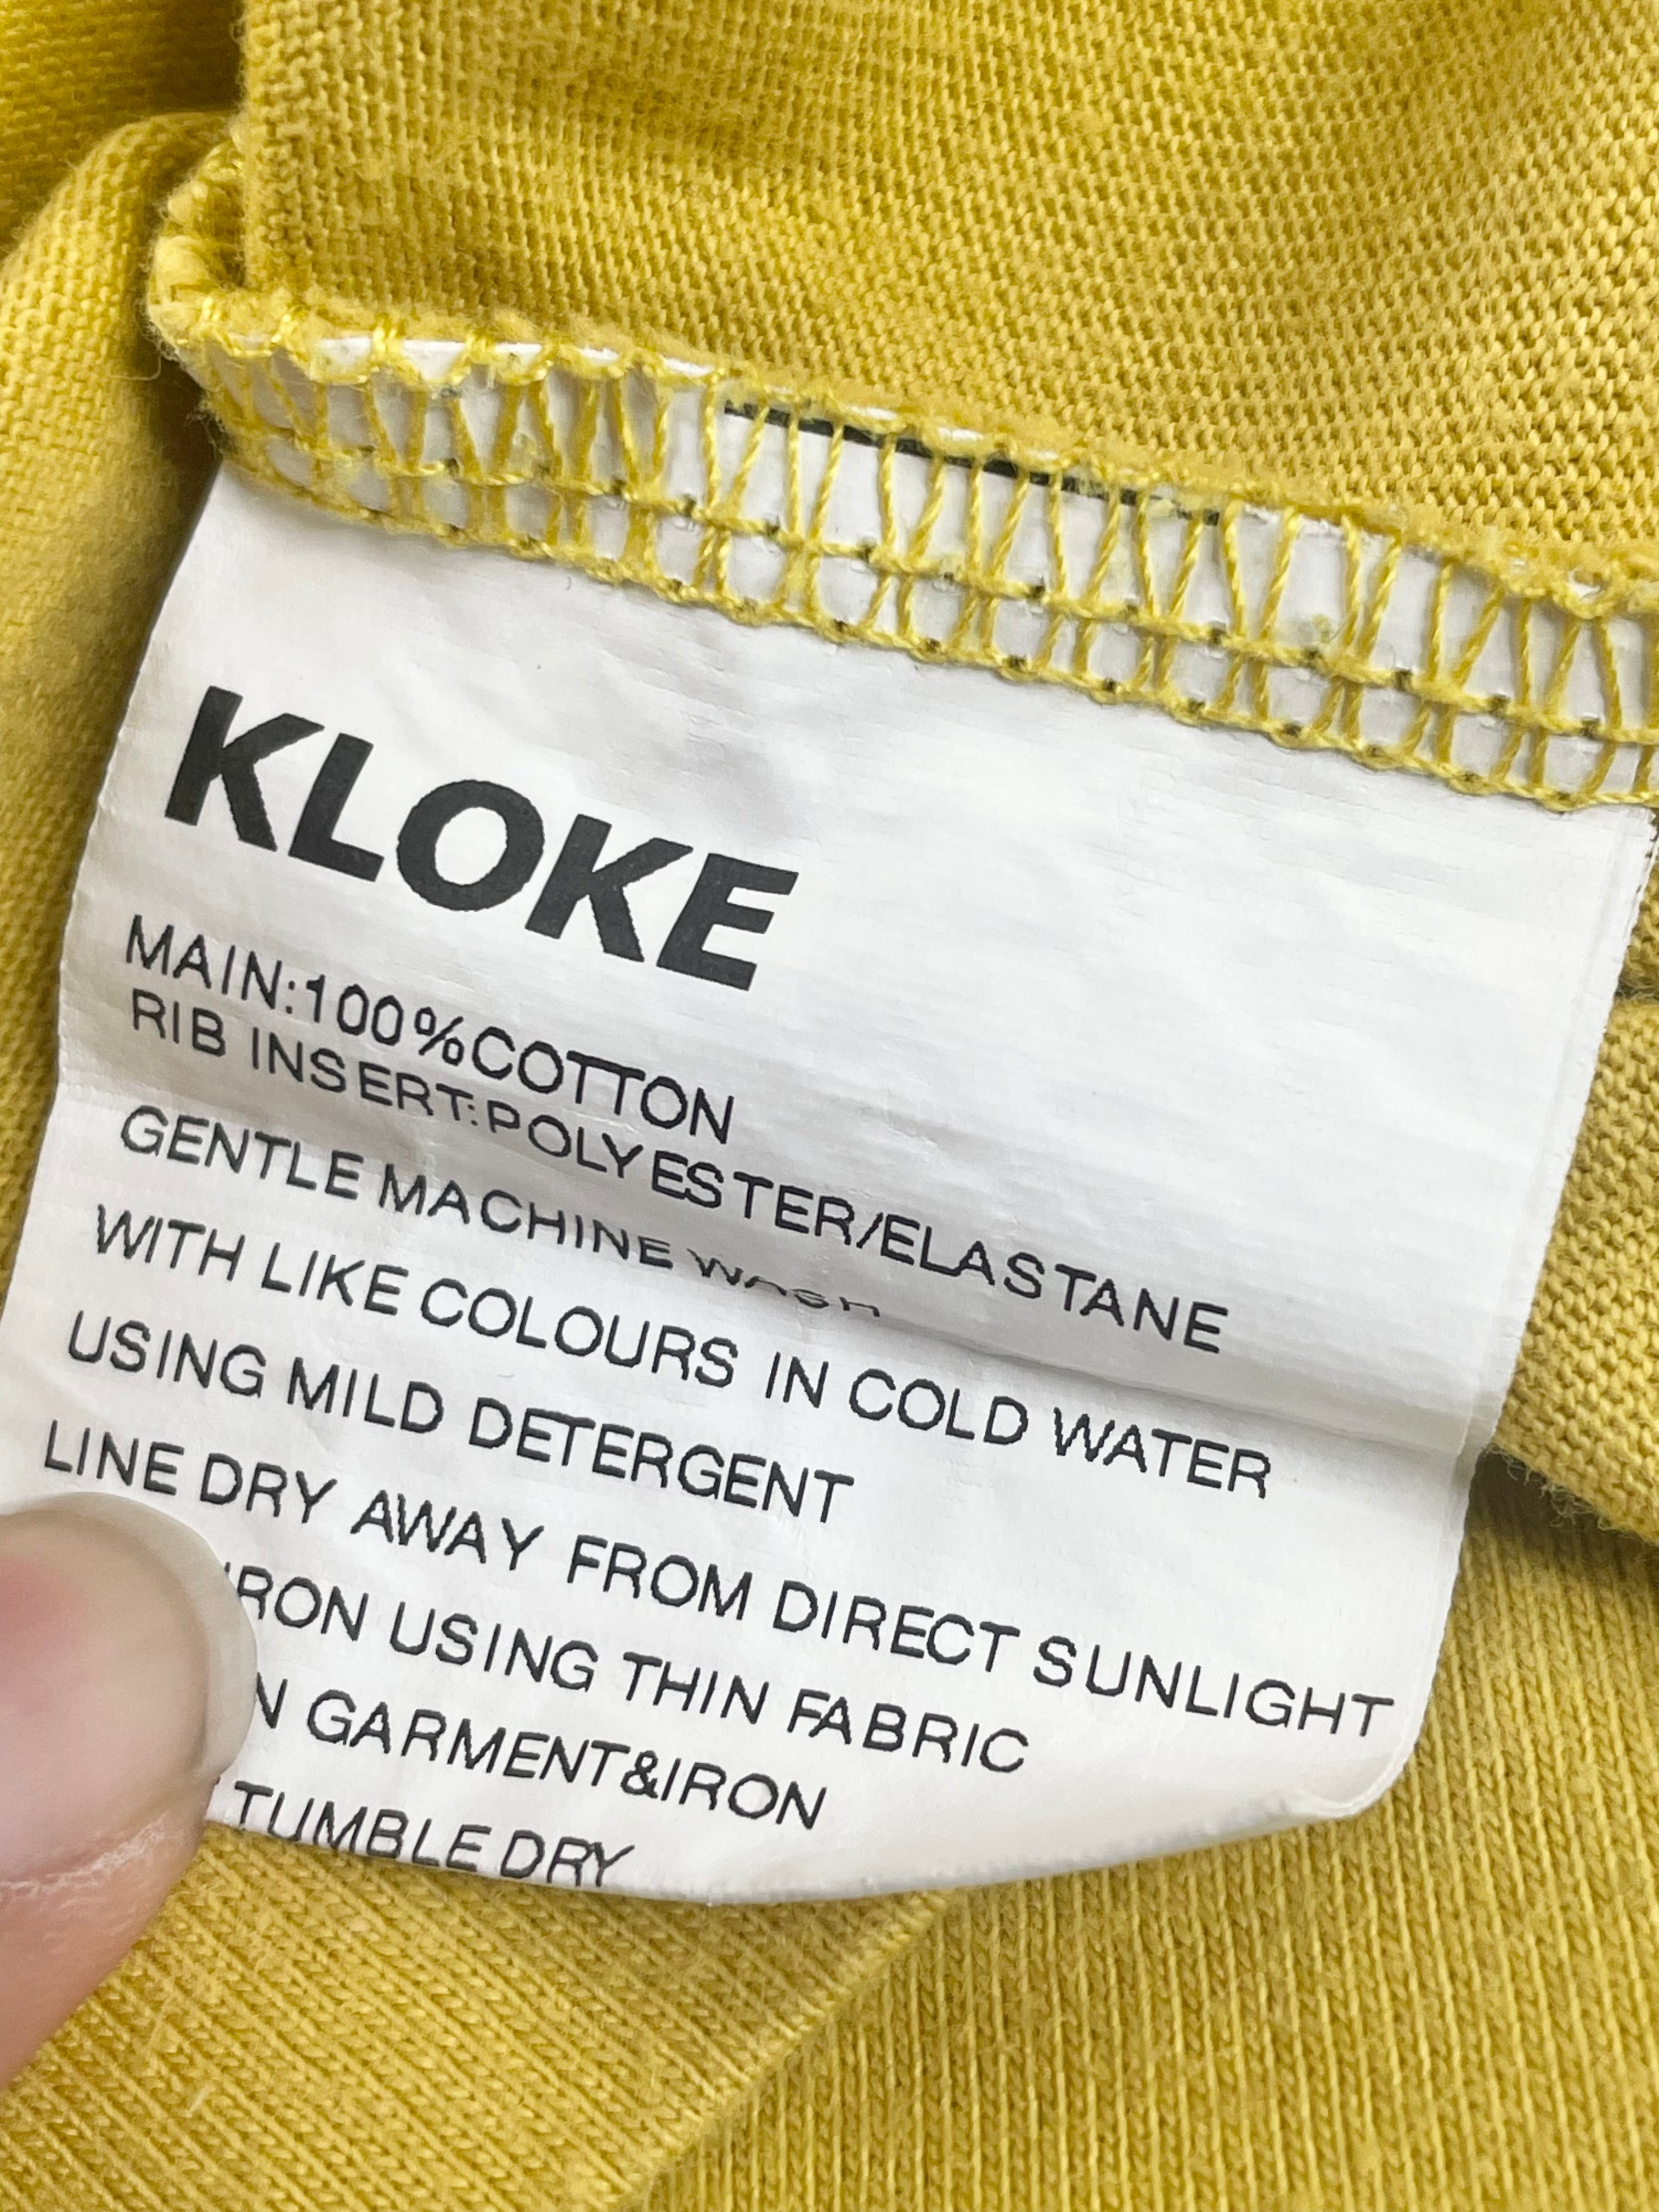 KLOKE
MAIN:100%COTTON
RIB INSERT:POLYESTER/ELASTANE
GENTLE MACHINE WASH
WITH LIKE COLOURS IN COLD WATER
USING MILD DETERGENT
LINE DRY AWAY FROM DIRECT SUNLIGHT
IRON USING THIN FABRIC
GARMENT&IRON
TUMBLE DRY